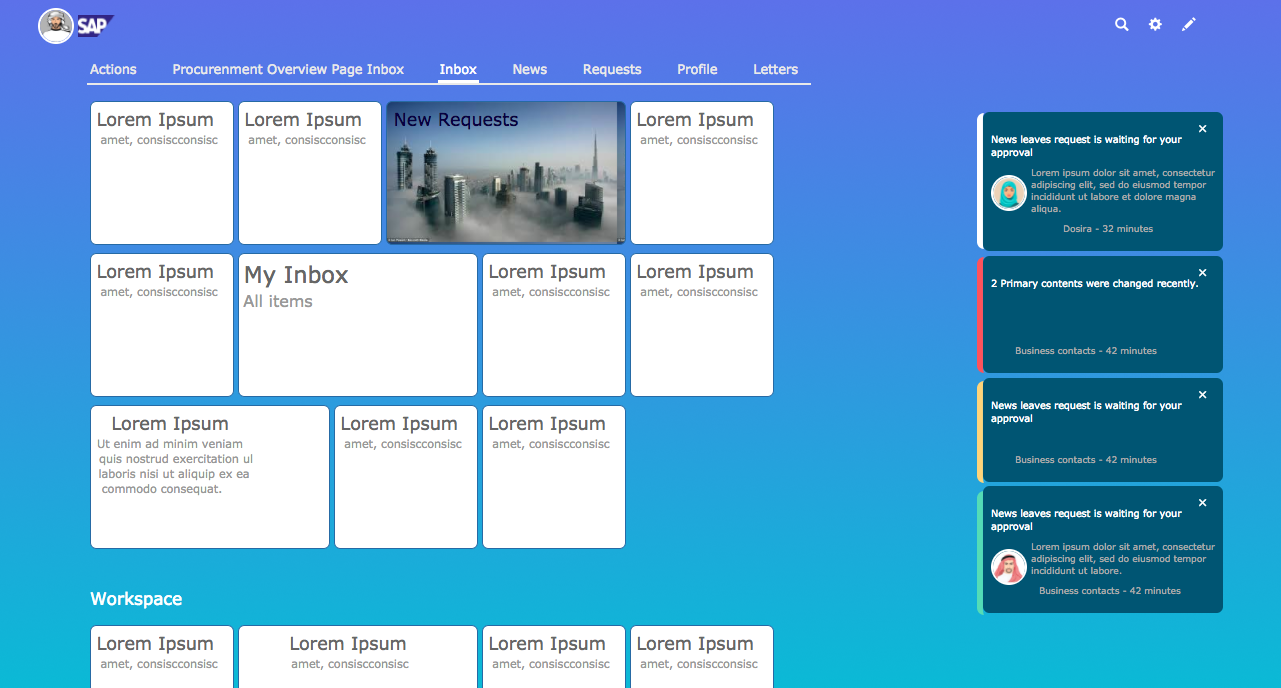 SAP
Actions
Procurenment Overview Page Inbox
Inbox
News
Requests
Profile
Letters
Lorem Ipsum
amet, consiscconsisc
Lorem Ipsum
amet, consiscconsisc
New Requests
Lorem Ipsum
amet, consiscconsisc
Lorem Ipsum
amet, consiscconsisc
My Inbox
All items
Lorem Ipsum
amet, consiscconsisc
Lorem Ipsum
amet, consiscconsisc
Lorem Ipsum
Ut enim ad minim veniam
quis nostrud exercitation ul
laboris nisi ut aliquip ex ea
commodo consequat.
Lorem Ipsum
amet, consiscconsisc
Lorem Ipsum
amet, consiscconsisc
Workspace
Lorem Ipsum
amet, consiscconsisc
Lorem Ipsum
amet, consiscconsisc
Lorem Ipsum
amet, consiscconsisc
Lorem Ipsum
amet, consiscconsisc
News leaves request is waiting for your
approval
Lorem ipsum dolor sit amet, consectetur
adipiscing elit, sed do eiusmod tempor
incididunt ut labore et dolore magna
aliqua.
Dosira - 32 minutes
2 Primary contents were changed recently.
Business contacts - 42 minutes
News leaves request is waiting for your
approval
Business contacts - 42 minutes
News leaves request is waiting for your
approval
Lorem ipsum dolor sit amet, consectetur
adipiscing elit, sed do eiusmod tempor
incididunt ut labore.
Business contacts - 42 minutes